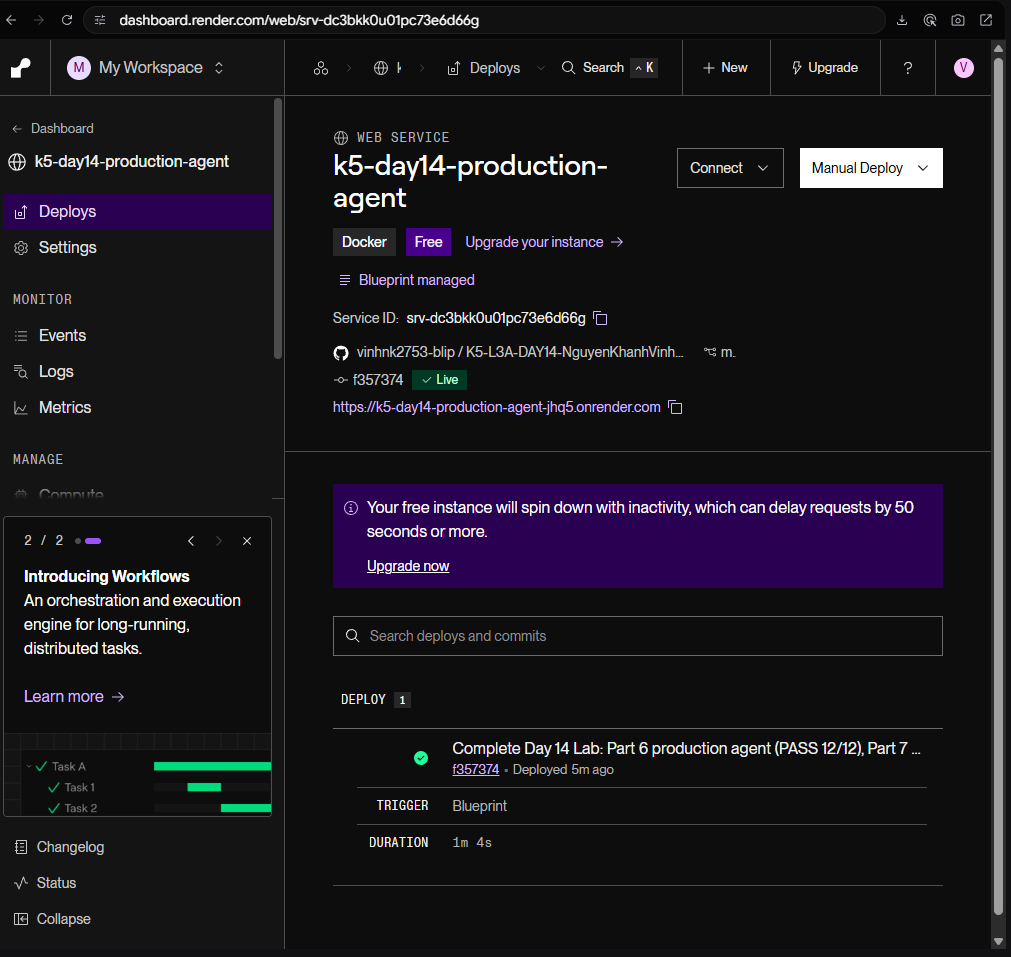 dashboard.render.com/web/srv-dc3bkk0u01pc73e6d66g
M My Workspace
Deploys
Search
K
New
Upgrade
?
V
Dashboard
k5-day14-production-agent
Deploys
Settings
MONITOR
Events
Logs
Metrics
MANAGE
Compute
2 / 2
Introducing Workflows
An orchestration and execution
engine for long-running,
distributed tasks.
Learn more
Task A
Task 1
Task 2
Changelog
Status
Collapse
WEB SERVICE
k5-day14-production-
agent
Connect
Manual Deploy
Docker Free Upgrade your instance
Blueprint managed
Service ID: srv-dc3bkk0u01pc73e6d66g
vinhnk2753-blip / K5-L3A-DAY14-NguyenKhanhVinh... m.
f357374 Live
https://k5-day14-production-agent-jhq5.onrender.com
Your free instance will spin down with inactivity, which can delay requests by 50
seconds or more.
Upgrade now
Search deploys and commits
DEPLOY 1
Complete Day 14 Lab: Part 6 production agent (PASS 12/12), Part 7 ...
f357374 • Deployed 5m ago
TRIGGER Blueprint
DURATION 1m 4s